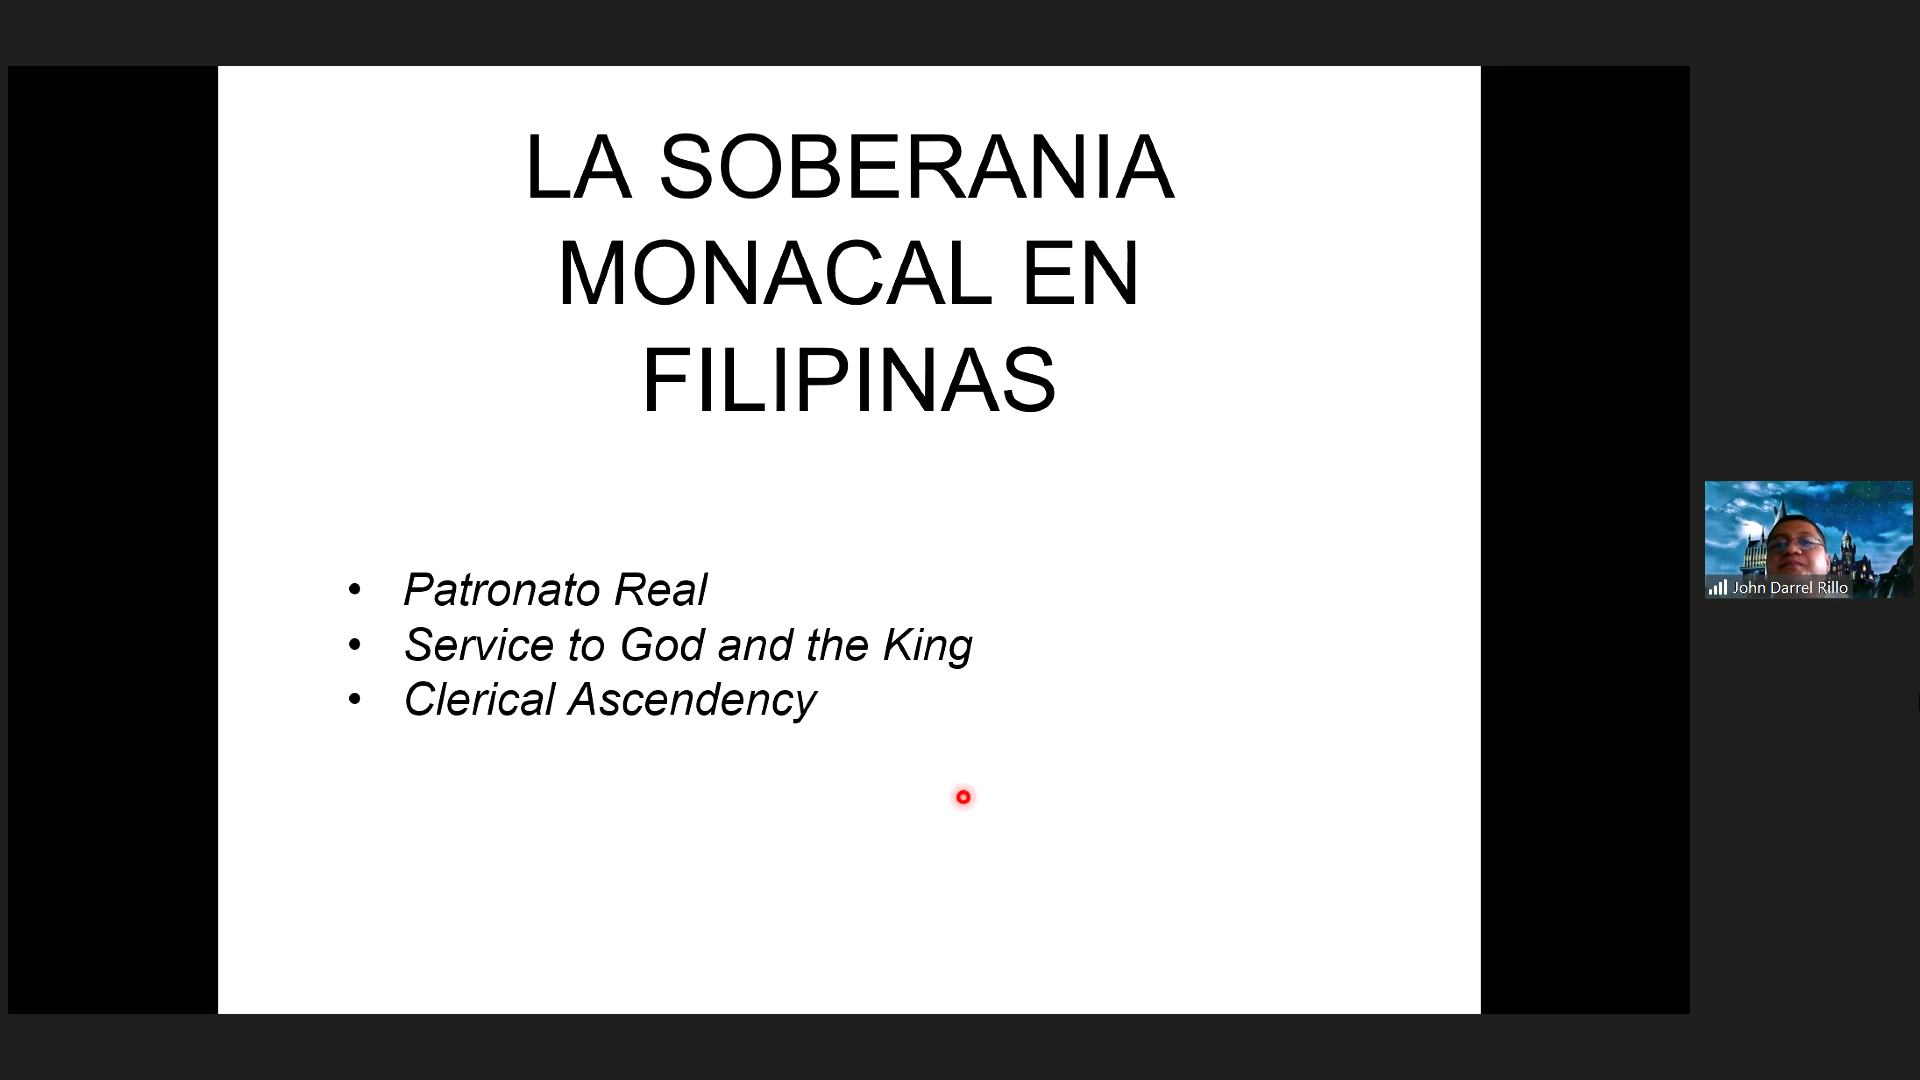 LA SOBERANIA
MONACAL EN
FILIPINAS
• Patronato Real
• Service to God and the King
• Clerical Ascendency
John Darrel Rillo